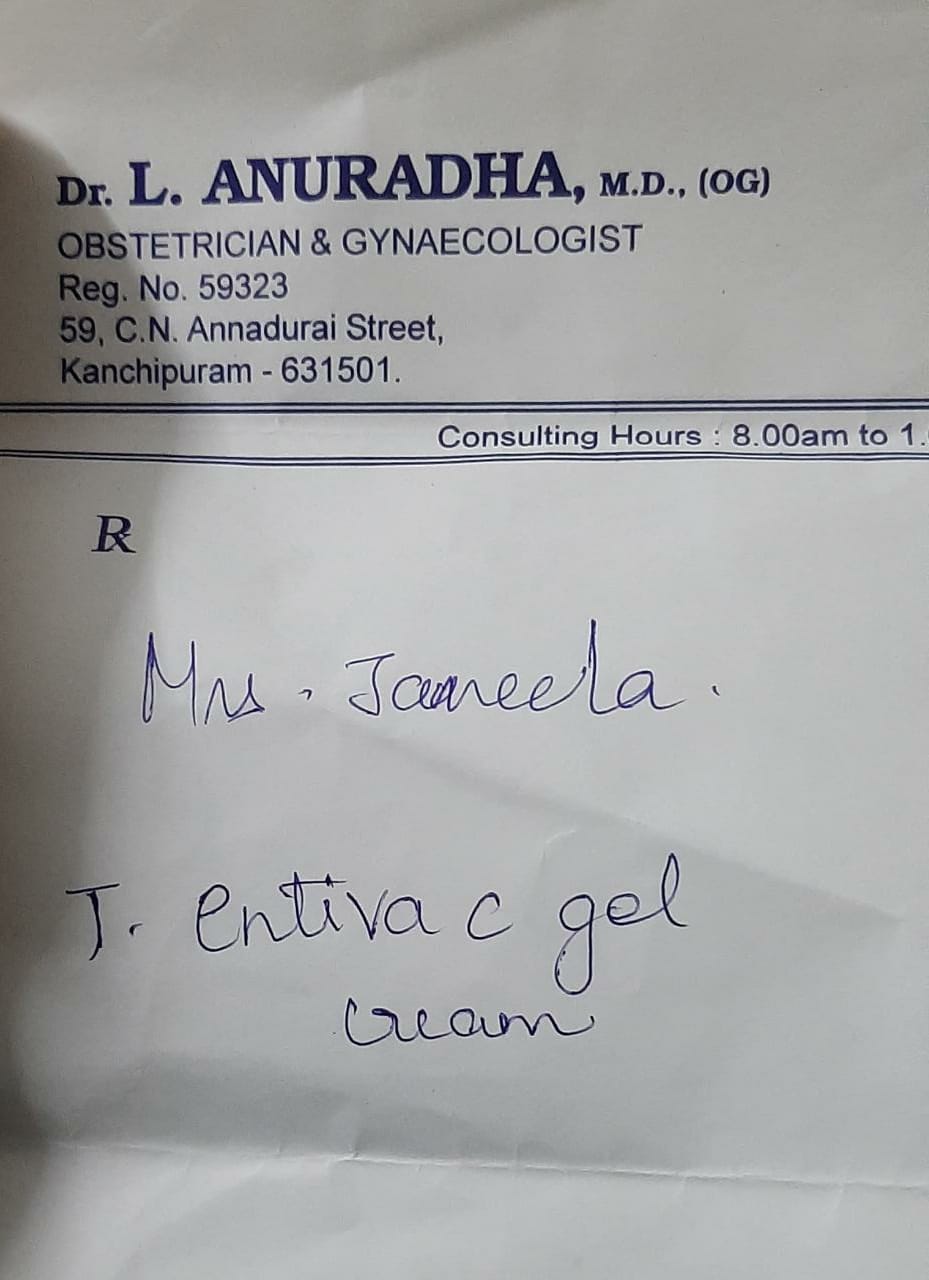 Dr. L. ANURADHA, M.D., (OG)
OBSTETRICIAN & GYNAECOLOGIST
Reg. No. 59323
59, C.N. Annadurai Street,
Kanchipuram - 631501.
Consulting Hours : 8.00am to 1.
℞
Mrs. Jameela.
T. entiva c gel
cream